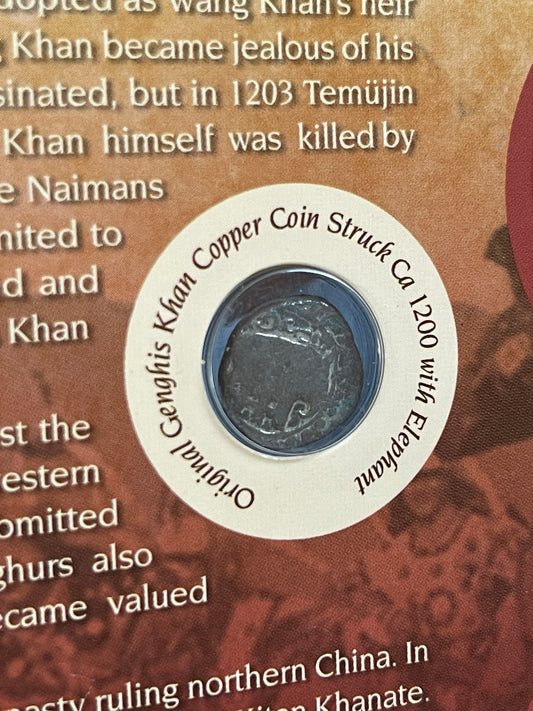 adopted as Wang Khan's heir
Khan became jealous of his
sinated, but in 1203 Temüjin
Khan himself was killed by
e Naimans
nited to
d and
Khan
Original Genghis Khan Copper Coin Struck Ca 1200 with Elephant
st the
estern
omitted
ghurs also
ecame valued
nasty ruling northern China. In
Khanate.